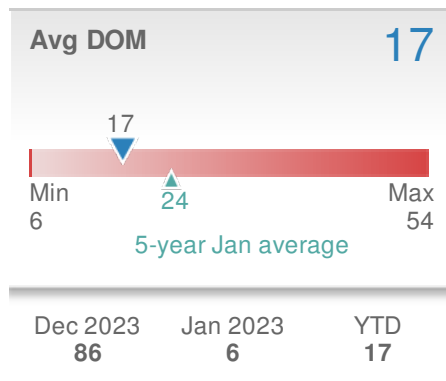 Avg DOM 17
17
24
Min Max
6 54
5-year Jan average
Dec 2023 Jan 2023 YTD
86 6 17